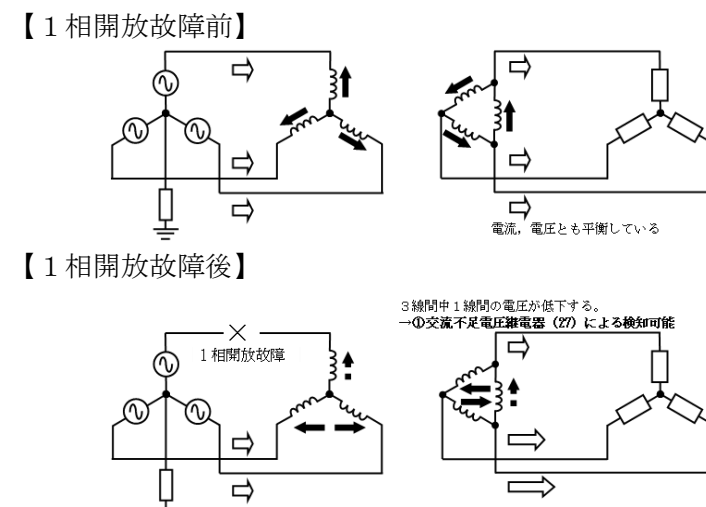 【１相開放故障前】
電流，電圧とも平衡している
【１相開放故障後】
３線間中１線間の電圧が低下する。
→①交流不足電圧継電器（27）による検知可能
１相開放故障